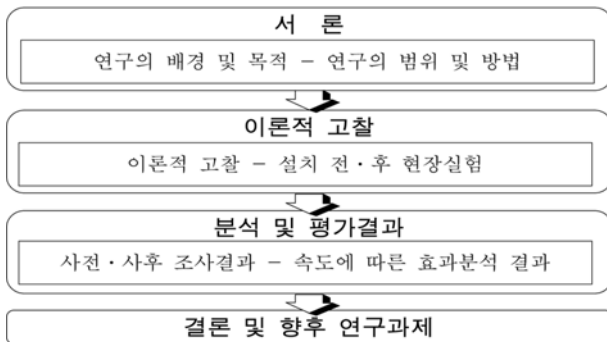 서 론
연구의 배경 및 목적 - 연구의 범위 및 방법
이론적 고찰
이론적 고찰 - 설치 전·후 현장실험
분석 및 평가결과
사전·사후 조사결과 - 속도에 따른 효과분석 결과
결론 및 향후 연구과제